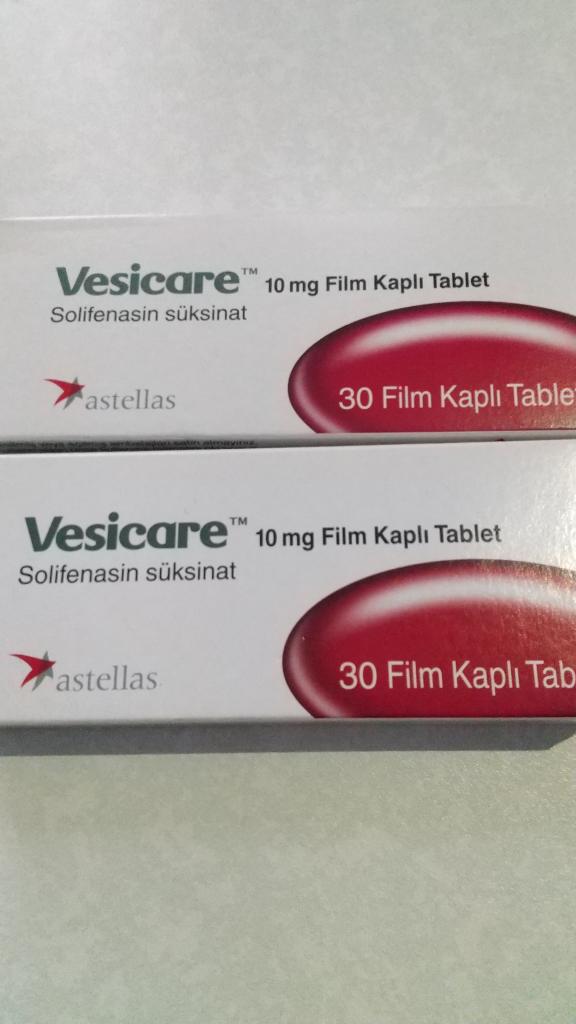 Vesicare™ 10 mg Film Kaplı Tablet
Solifenasin süksinat
astellas
30 Film Kaplı Table
Vesicare™ 10 mg Film Kaplı Tablet
Solifenasin süksinat
astellas
30 Film Kaplı Tab